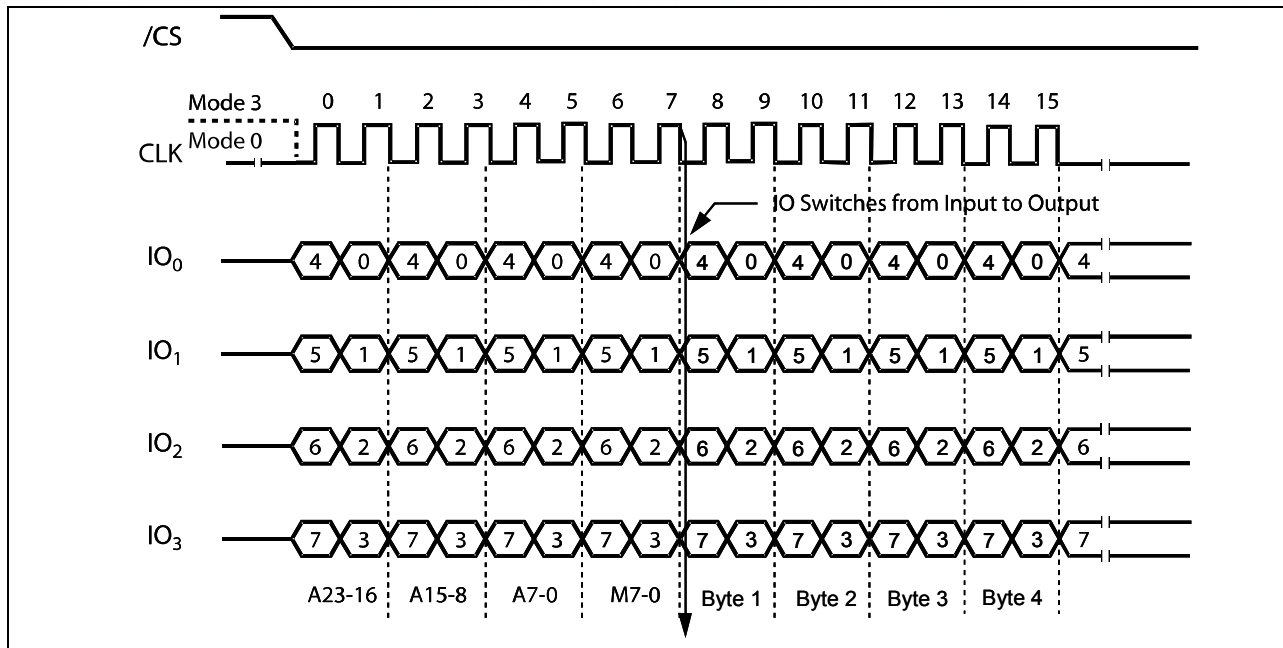 /CS
Mode 3 0 1 2 3 4 5 6 7 8 9 10 11 12 13 14 15
Mode 0
CLK
IO Switches from Input to Output
IO0 4 0 4 0 4 0 4 0 4 0 4 0 4 0 4 0 4
IO1 5 1 5 1 5 1 5 1 5 1 5 1 5 1 5 1 5
IO2 6 2 6 2 6 2 6 2 6 2 6 2 6 2 6 2 6
IO3 7 3 7 3 7 3 7 3 7 3 7 3 7 3 7 3 7
A23-16 A15-8 A7-0 M7-0 Byte 1 Byte 2 Byte 3 Byte 4